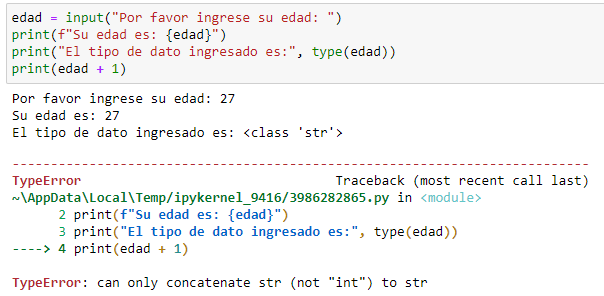 edad = input("Por favor ingrese su edad: ")
print(f"Su edad es: {edad}")
print("El tipo de dato ingresado es:", type(edad))
print(edad + 1)
Por favor ingrese su edad: 27
Su edad es: 27
El tipo de dato ingresado es: <class 'str'>
---------------------------------------------------------------------------
TypeError                                 Traceback (most recent call last)
~\AppData\Local\Temp/ipykernel_9416/3986282865.py in <module>
      2 print(f"Su edad es: {edad}")
      3 print("El tipo de dato ingresado es:", type(edad))
----> 4 print(edad + 1)
TypeError: can only concatenate str (not "int") to str